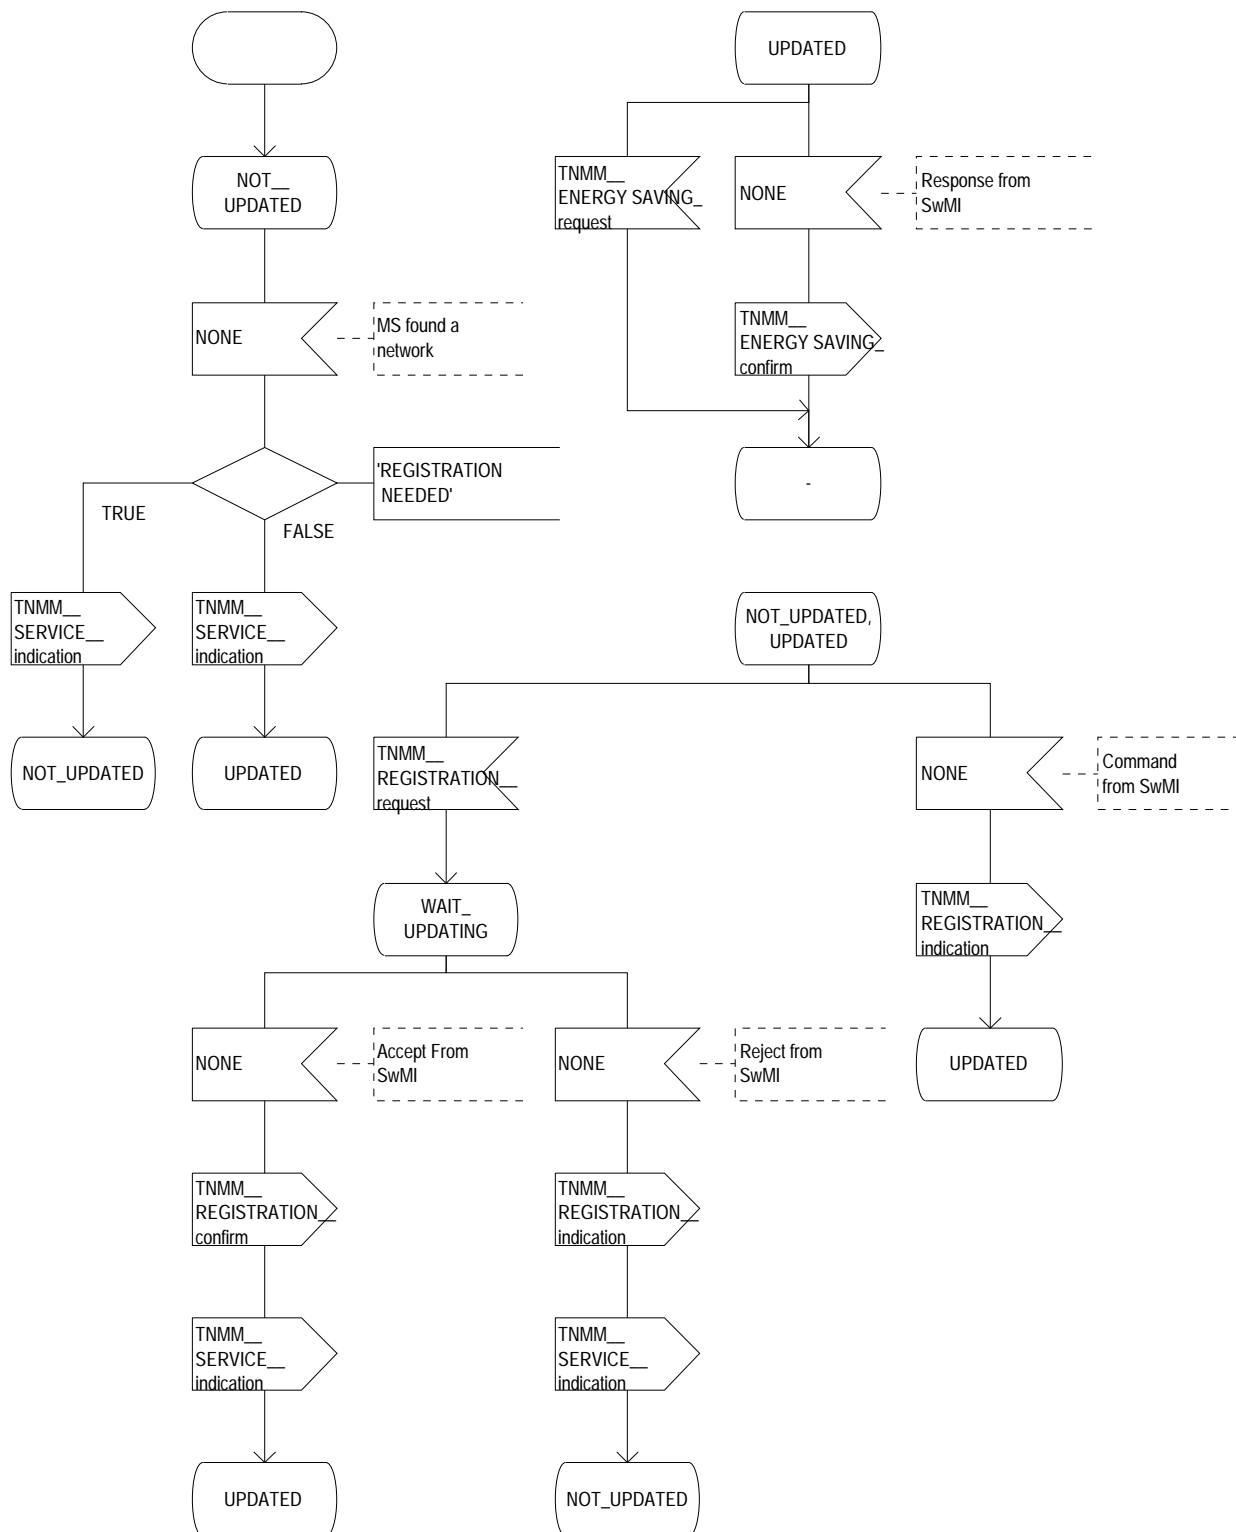 UPDATED
NOT__
UPDATED
TNMM__
ENERGY SAVING_
request
NONE
Response from
SwMI
NONE
MS found a
network
TNMM__
ENERGY SAVING_
confirm
'REGISTRATION
NEEDED'
-
TRUE
FALSE
TNMM__
SERVICE__
indication
TNMM__
SERVICE__
indication
NOT_UPDATED,
UPDATED
NOT_UPDATED
UPDATED
TNMM__
REGISTRATION__
request
NONE
Command
from SwMI
WAIT_
UPDATING
TNMM__
REGISTRATION__
indication
NONE
Accept From
SwMI
NONE
Reject from
SwMI
UPDATED
TNMM__
REGISTRATION__
confirm
TNMM__
REGISTRATION__
indication
TNMM__
SERVICE__
indication
TNMM__
SERVICE__
indication
UPDATED
NOT_UPDATED